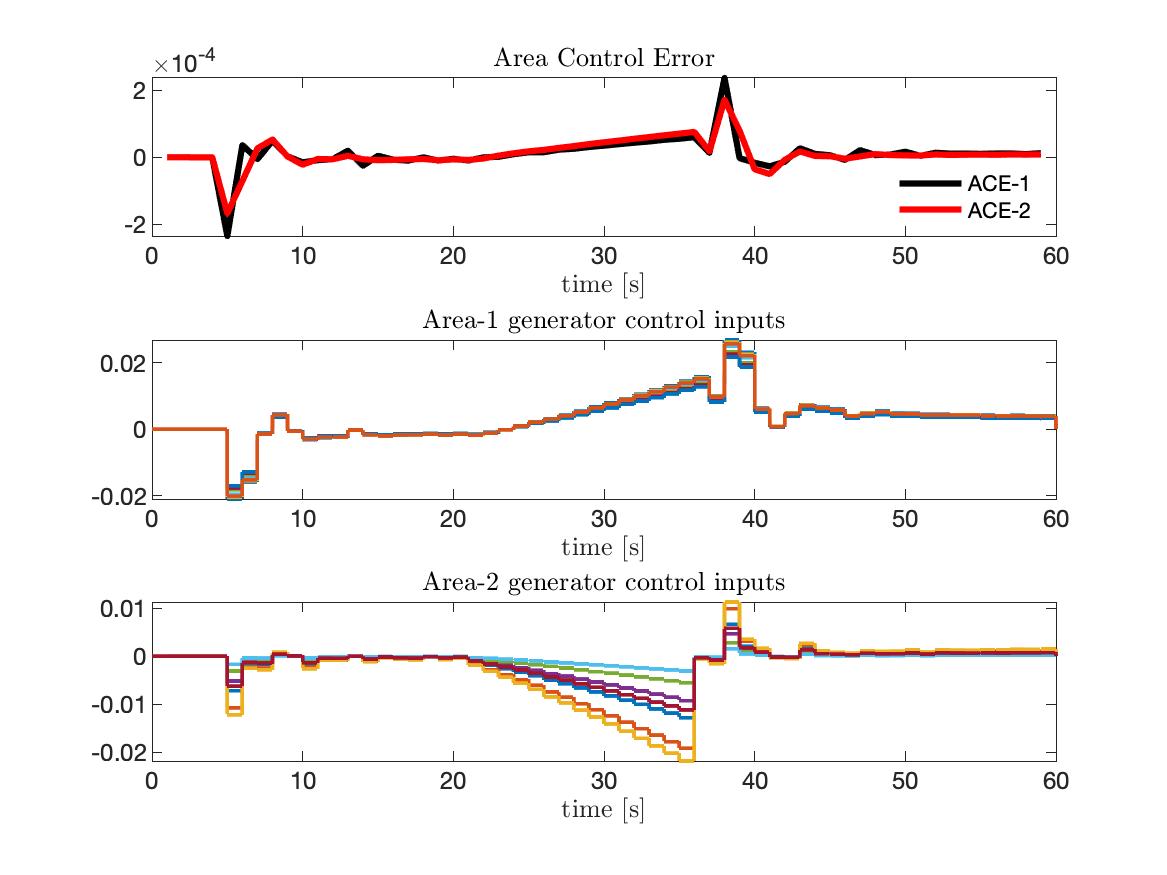 ×10-4
Area Control Error
2
0
-2
ACE-1
ACE-2
0 10 20 30 40 50 60
time [s]
Area-1 generator control inputs
0.02
0
-0.02
0 10 20 30 40 50 60
time [s]
Area-2 generator control inputs
0.01
0
-0.01
-0.02
0 10 20 30 40 50 60
time [s]